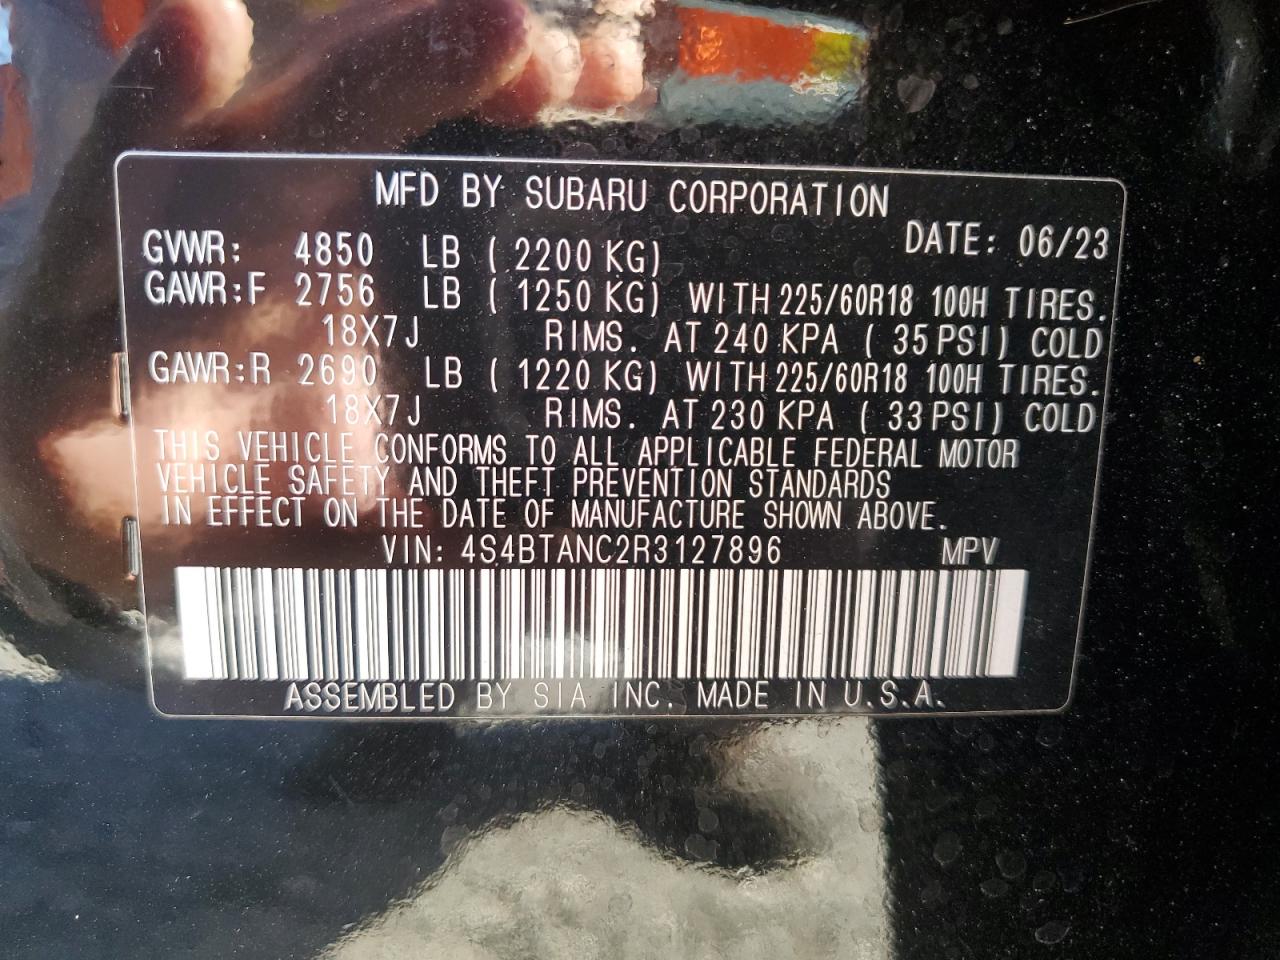 MFD BY SUBARU CORPORATION
DATE: 06/23
GVWR: 4850 LB ( 2200 KG)
GAWR:F 2756 LB ( 1250 KG) WITH 225/60R18 100H TIRES.
18X7J RIMS. AT 240 KPA ( 35 PSI) COLD
GAWR:R 2690 LB ( 1220 KG) WITH 225/60R18 100H TIRES.
18X7J RIMS. AT 230 KPA ( 33 PSI) COLD
THIS VEHICLE CONFORMS TO ALL APPLICABLE FEDERAL MOTOR
VEHICLE SAFETY AND THEFT PREVENTION STANDARDS
IN EFFECT ON THE DATE OF MANUFACTURE SHOWN ABOVE.
VIN: 4S4BTANC2R3127896 MPV
ASSEMBLED BY SIA INC. MADE IN U.S.A.